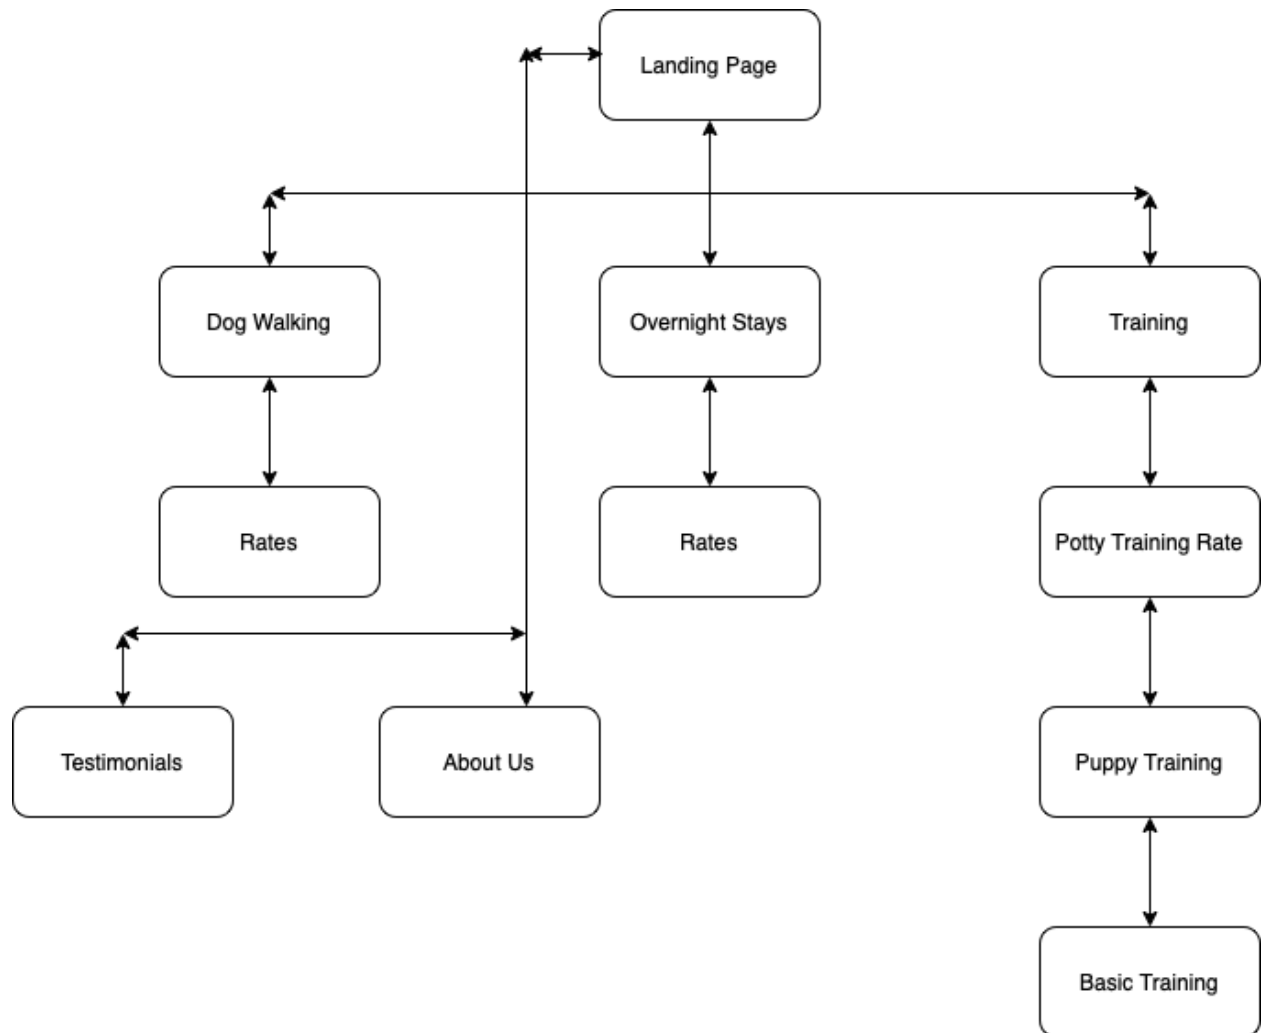 Landing Page
Dog Walking
Overnight Stays
Training
Rates
Rates
Potty Training Rate
Testimonials
About Us
Puppy Training
Basic Training